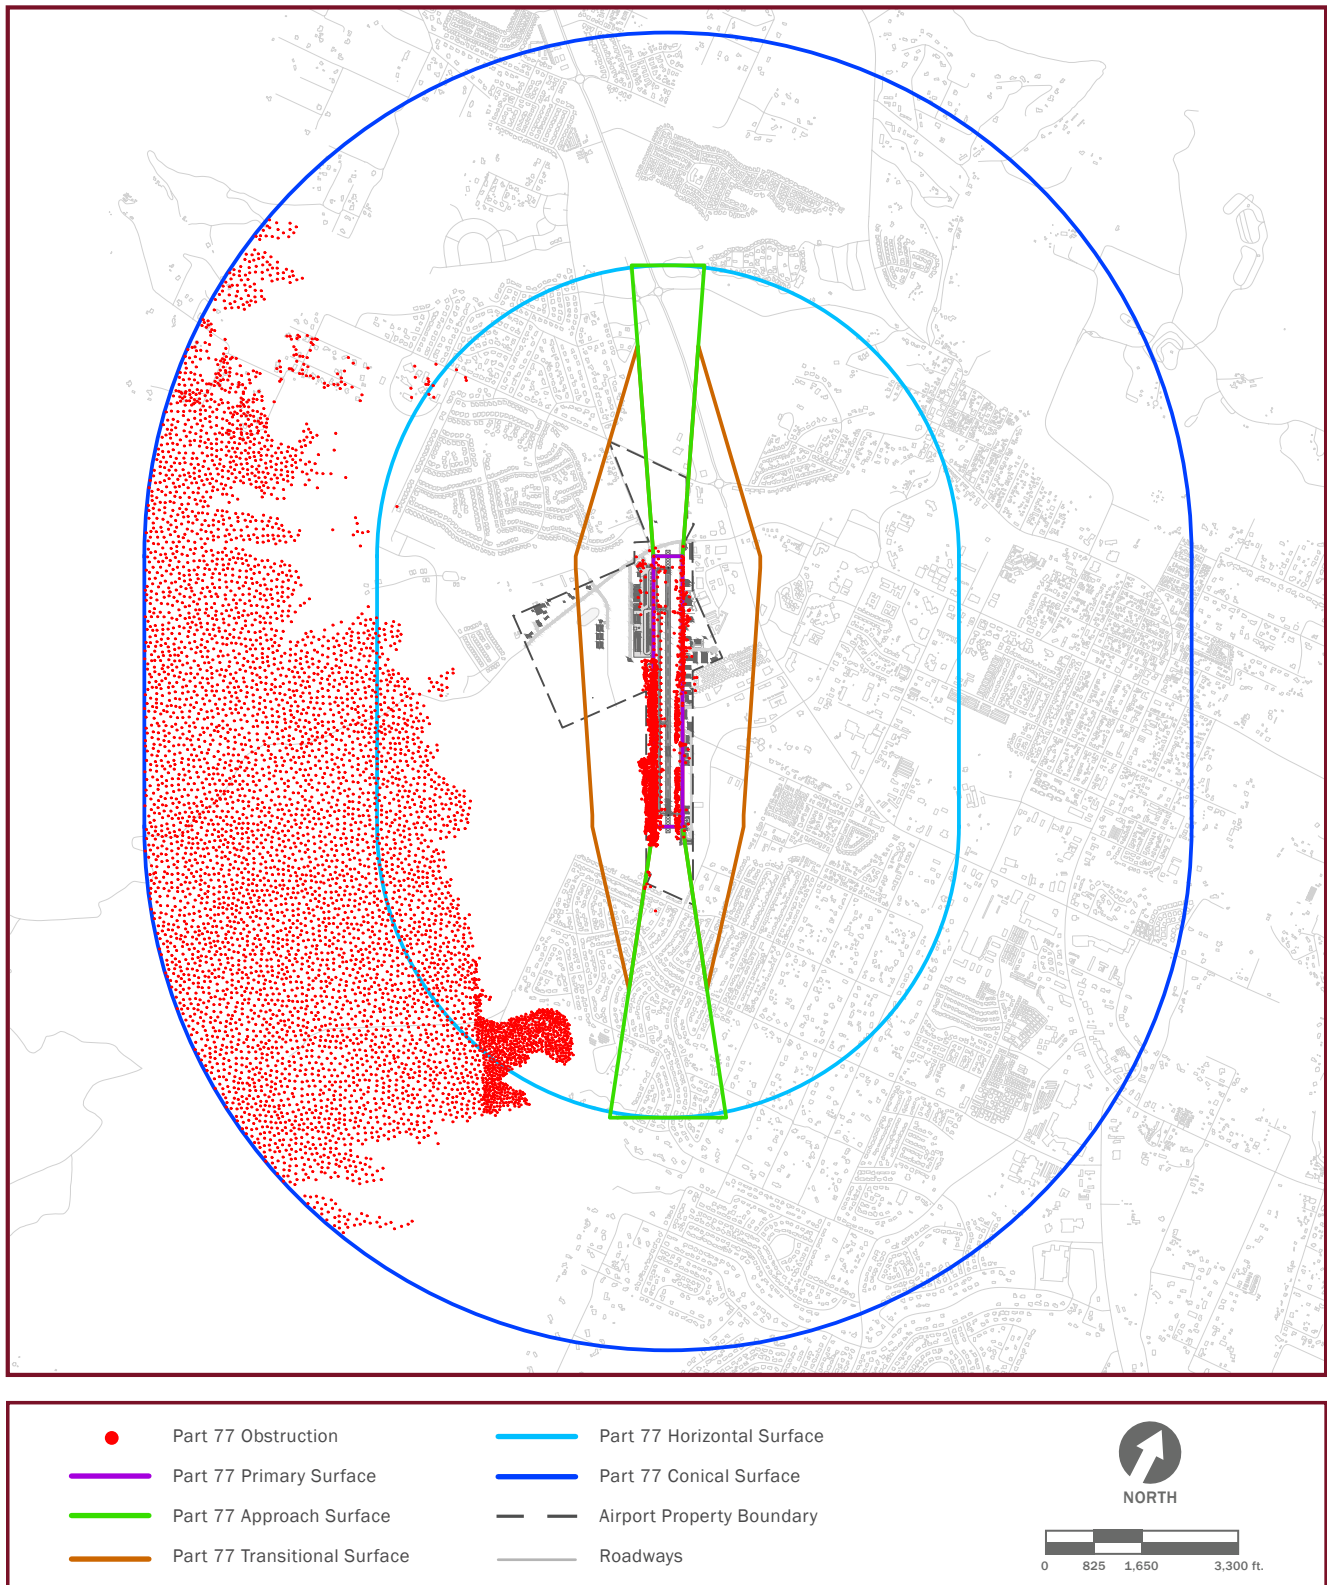 Part 77 Obstruction
Part 77 Primary Surface
Part 77 Approach Surface
Part 77 Transitional Surface
Part 77 Horizontal Surface
Part 77 Conical Surface
Airport Property Boundary
Roadways
NORTH
0 825 1,650 3,300 ft.